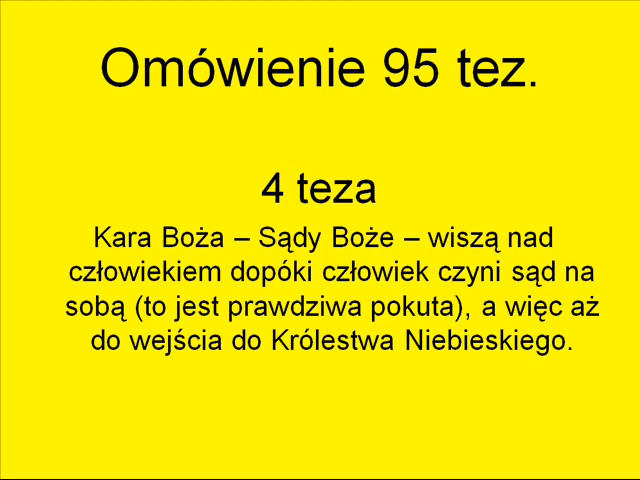 Omówienie 95 tez.
4 teza
Kara Boża – Sądy Boże – wiszą nad
człowiekiem dopóki człowiek czyni sąd na
sobą (to jest prawdziwa pokuta), a więc aż
do wejścia do Królestwa Niebieskiego.